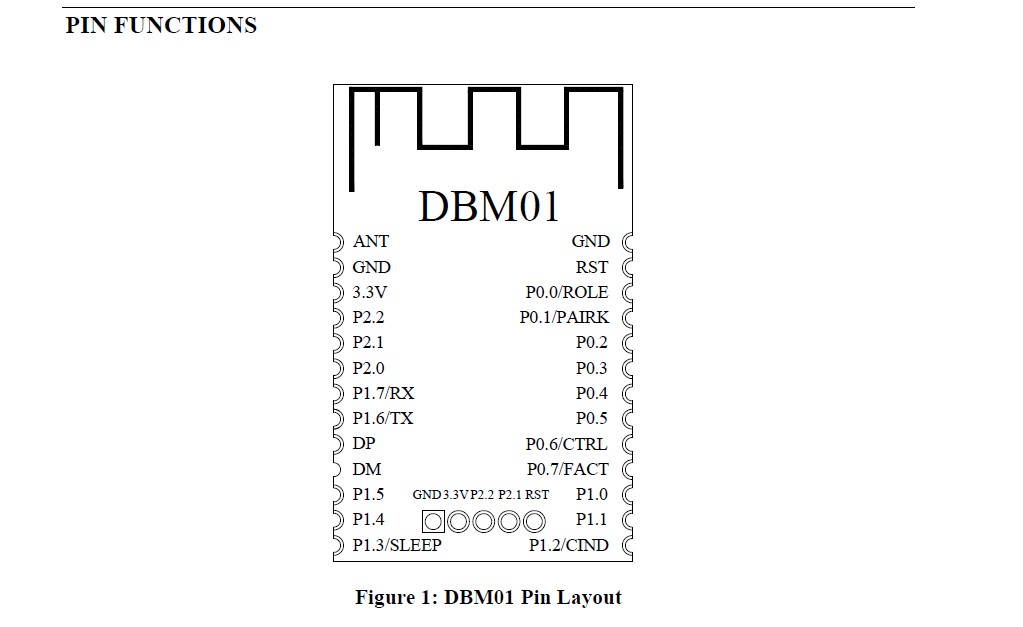 PIN FUNCTIONS
DBM01
ANT GND
GND RST
3.3V P0.0/ROLE
P2.2 P0.1/PAIRK
P2.1 P0.2
P2.0 P0.3
P1.7/RX P0.4
P1.6/TX P0.5
DP P0.6/CTRL
DM P0.7/FACT
P1.5 GND 3.3V P2.2 P2.1 RST P1.0
P1.4 P1.1
P1.3/SLEEP P1.2/CIND
Figure 1: DBM01 Pin Layout